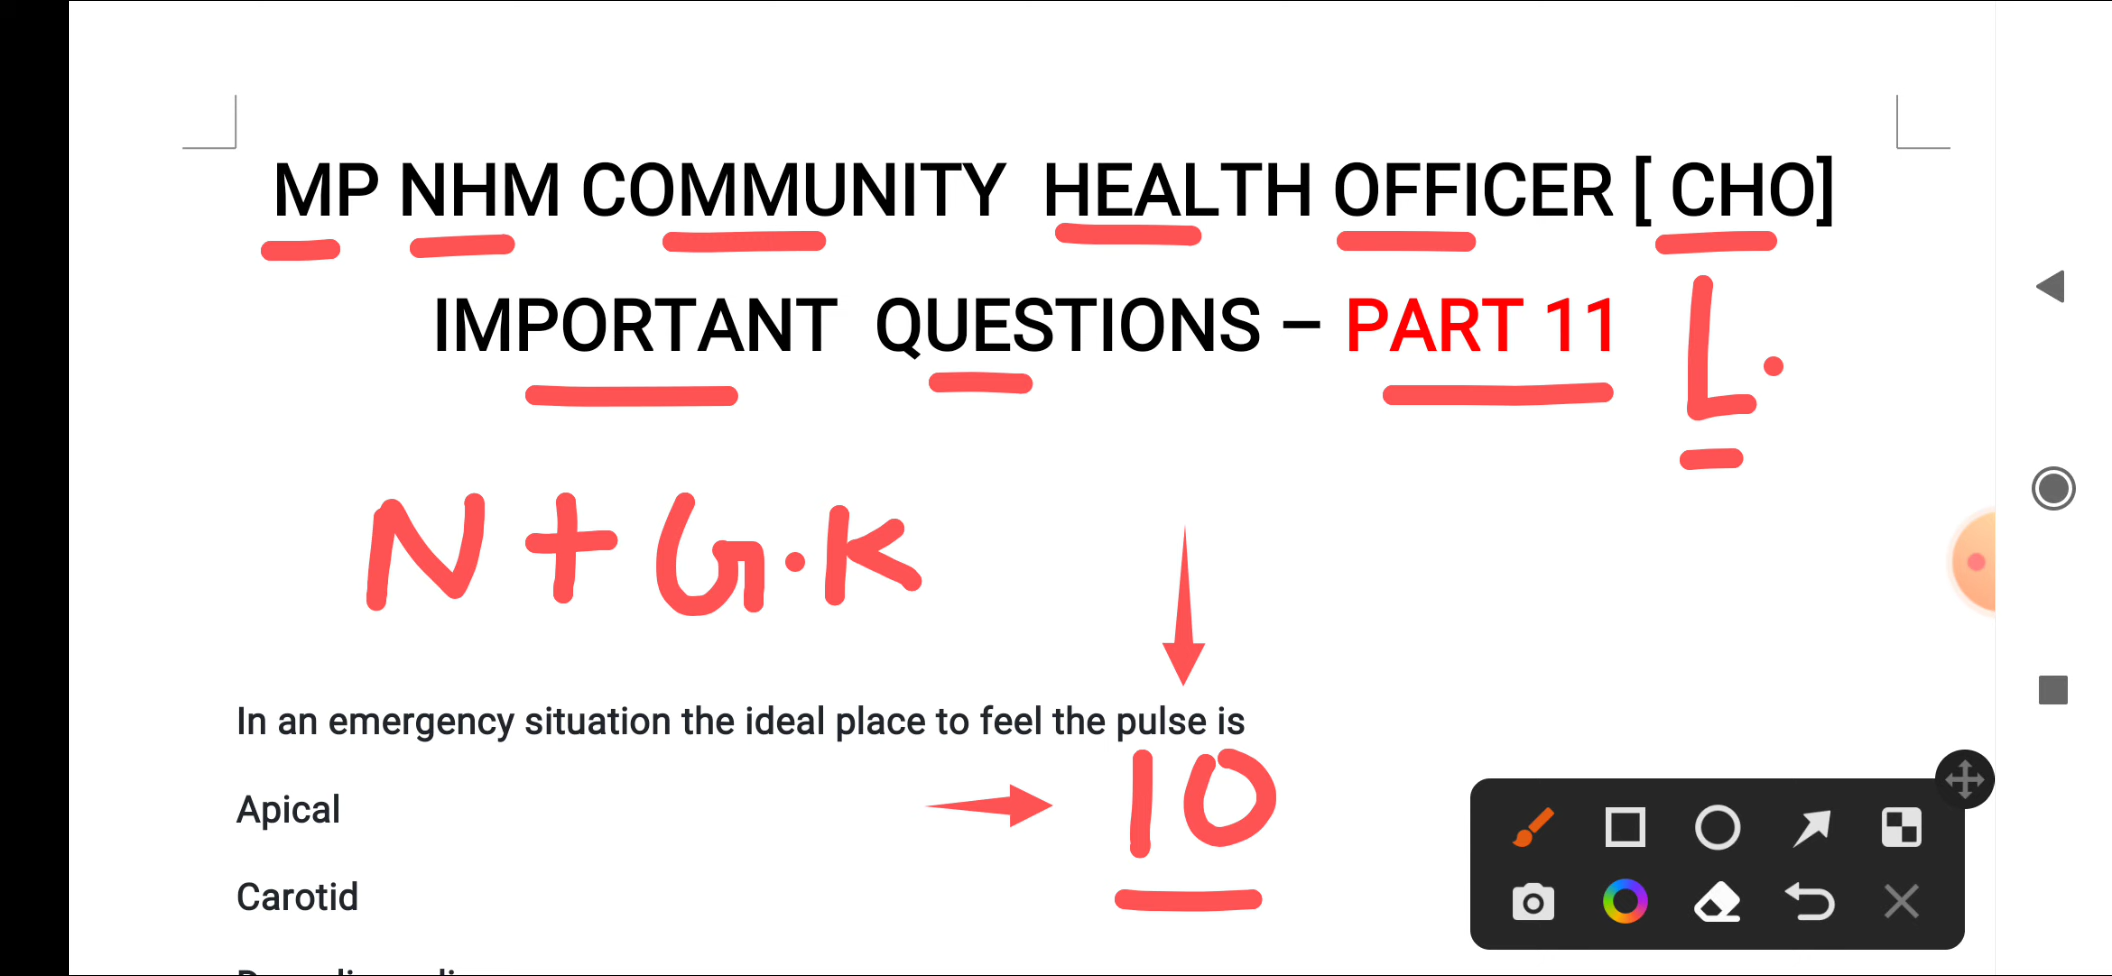 MP NHM COMMUNITY HEALTH OFFICER [ CHO]
IMPORTANT QUESTIONS – PART 11 L.
N + G.K
In an emergency situation the ideal place to feel the pulse is
Apical
10
Carotid